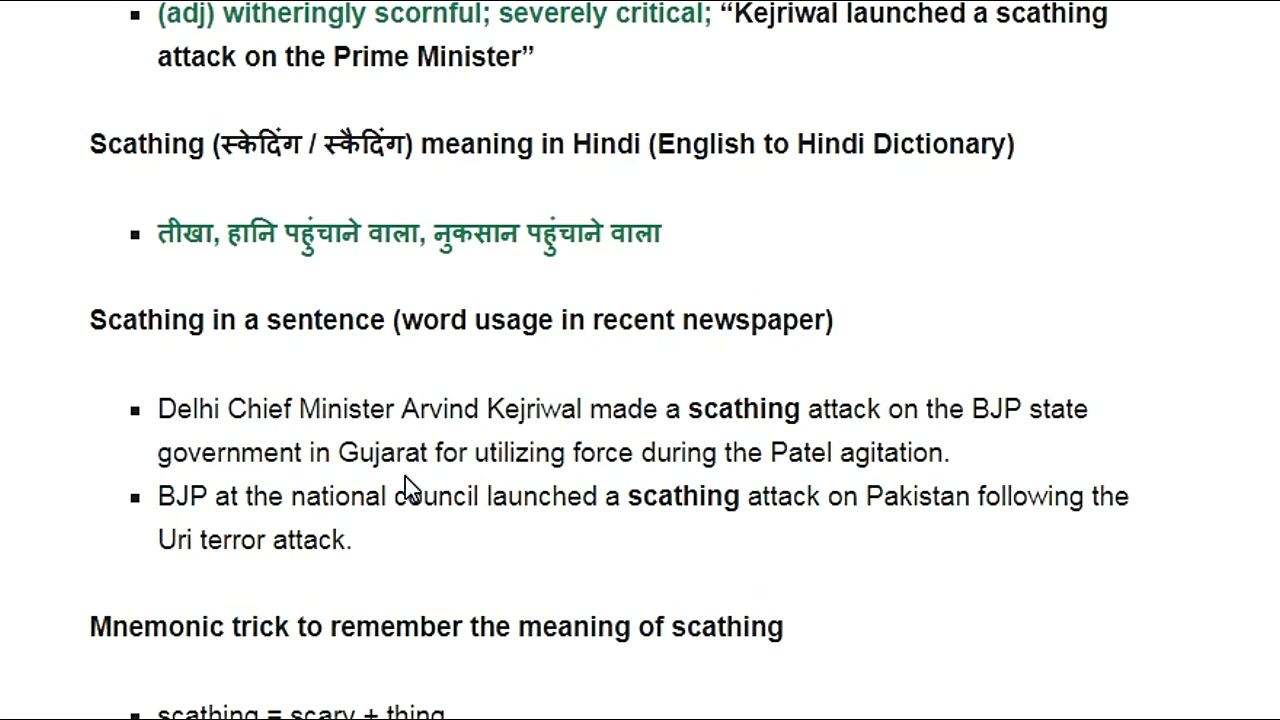 (adj) witheringly scornful; severely critical; “Kejriwal launched a scathing
attack on the Prime Minister”
Scathing (स्केदिंग / स्कैदिंग) meaning in Hindi (English to Hindi Dictionary)
तीखा, हानि पहुंचाने वाला, नुकसान पहुंचाने वाला
Scathing in a sentence (word usage in recent newspaper)
Delhi Chief Minister Arvind Kejriwal made a scathing attack on the BJP state
government in Gujarat for utilizing force during the Patel agitation.
BJP at the national council launched a scathing attack on Pakistan following the
Uri terror attack.
Mnemonic trick to remember the meaning of scathing
scathing = scary + thing